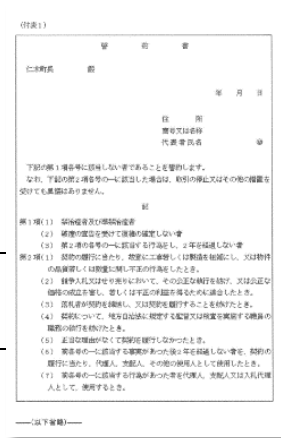 (付表1)
誓約書
仁木町長 殿
年 月 日
住所
商号又は名称
代表者氏名 ㊞
下記の第1項各号に該当しない者であることを誓約します。
なお、下記の第2項各号の一に該当した場合は、取引の停止又はその他の措置を
受けても異議はありません。
記
第1項(1) 禁治産者及び準禁治産者
(2) 破産の宣告を受けて復権の確定しない者
(3) 第2項の各号の一に該当する行為をし、2年を経過しない者
第2項(1) 契約の履行に当たり、故意に工事若しくは製造を粗雑にし、又は物件
の品質若しくは数量に関し不正の行為をしたとき。
(2) 競争入札又はせり売りにおいて、その公正な執行を妨げ、又は公正な
価格の成立を害し、若しくは不正の利益を得るために連合したとき。
(3) 落札者が契約を締結し、又は契約を履行することを妨げたとき。
(4) 契約について、地方自治法に規定する監督又は検査を実施する職員の
職務の執行を妨げたとき。
(5) 正当な理由がなくて契約を履行しなかったとき。
(6) 前各号の一に該当する事実があった後2年を経過しない者を、契約の
履行に当たり、代理人、支配人、その他の使用人として使用したとき。
(7) 前各号の一に該当する行為があった者を代理人、支配人又は入札代理
人として、使用するとき。
――(以下省略)――